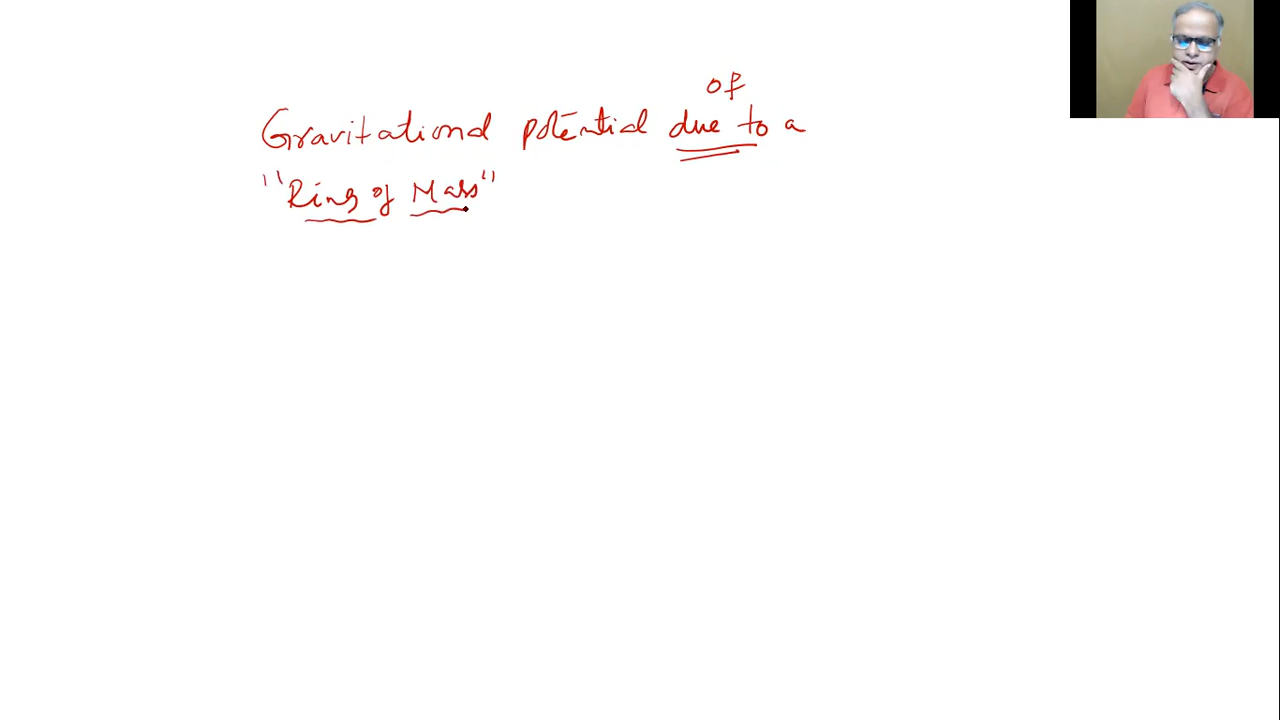 of
Gravitational potential due to a
"Ring of Mass"